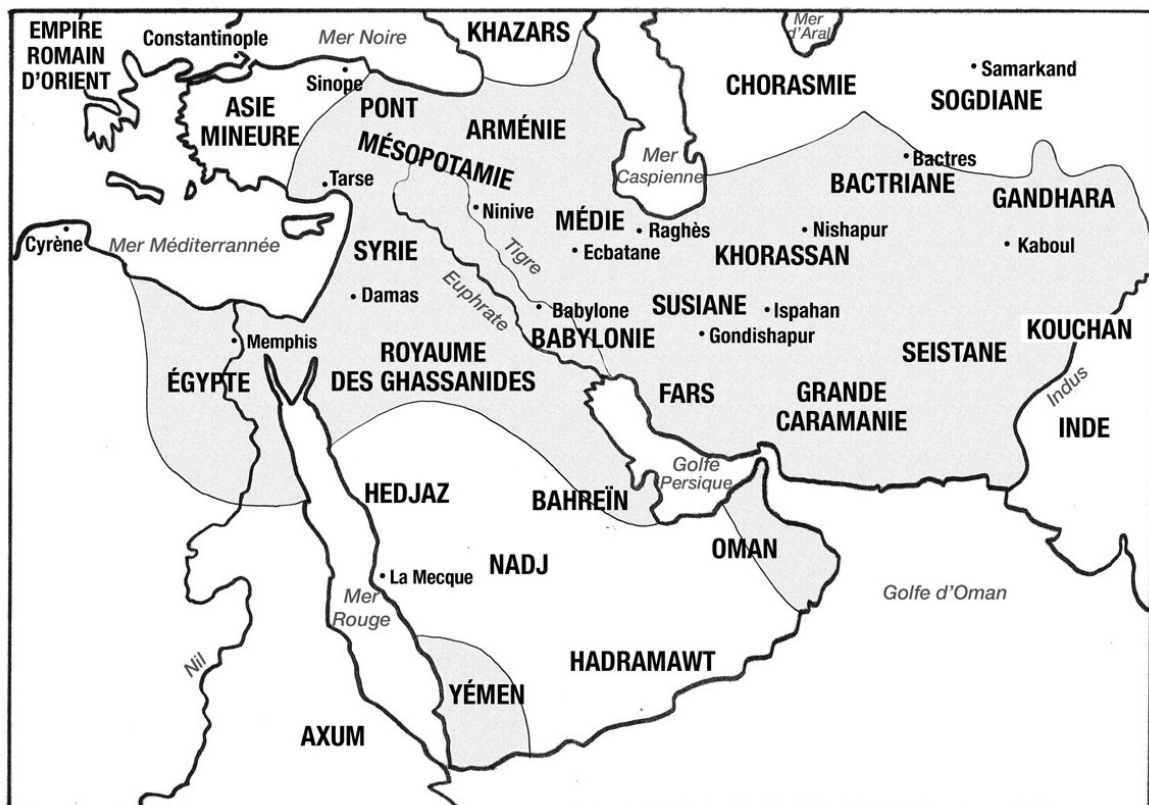 EMPIRE
ROMAIN
D'ORIENT
Constantinople
Mer Noire
KHAZARS
Mer
d'Aral
Sinope
CHORASMIE
Samarkand
SOGDIANE
ASIE
MINEURE
PONT
ARMÉNIE
MÉSOPOTAMIE
Mer
Caspienne
Bactres
BACTRIANE
GANDHARA
Tarse
Ninive
MÉDIE
Raghès
Nishapur
Kaboul
Cyrène
Mer Méditerrannée
SYRIE
Tigre
Ecbatane
KHORASSAN
Damas
Euphrate
Babylone
SUSIANE
Ispahan
KOUCHAN
Memphis
BABYLONIE
Gondishapur
SEISTANE
ÉGYPTE
ROYAUME
DES GHASSANIDES
FARS
GRANDE
CARAMANIE
Indus
INDE
HEDJAZ
BAHREÏN
Golfe
Persique
NADJ
OMAN
La Mecque
Mer
Rouge
Golfe d'Oman
Nil
HADRAMAWT
YÉMEN
AXUM